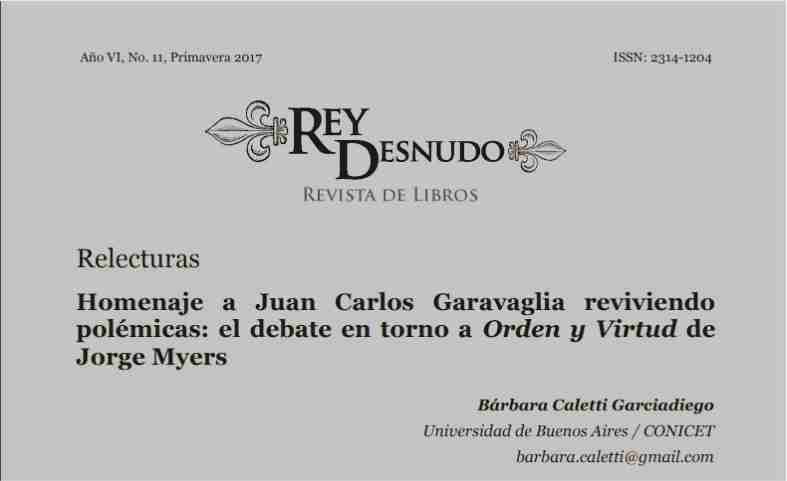 Año VI, No. 11, Primavera 2017
ISSN: 2314-1204
REY
DESNUDO
REVISTA DE LIBROS
Relecturas
Homenaje a Juan Carlos Garavaglia reviviendo
polémicas: el debate en torno a Orden y Virtud de
Jorge Myers
Bárbara Caletti Garciadiego
Universidad de Buenos Aires / CONICET
barbara.caletti@gmail.com